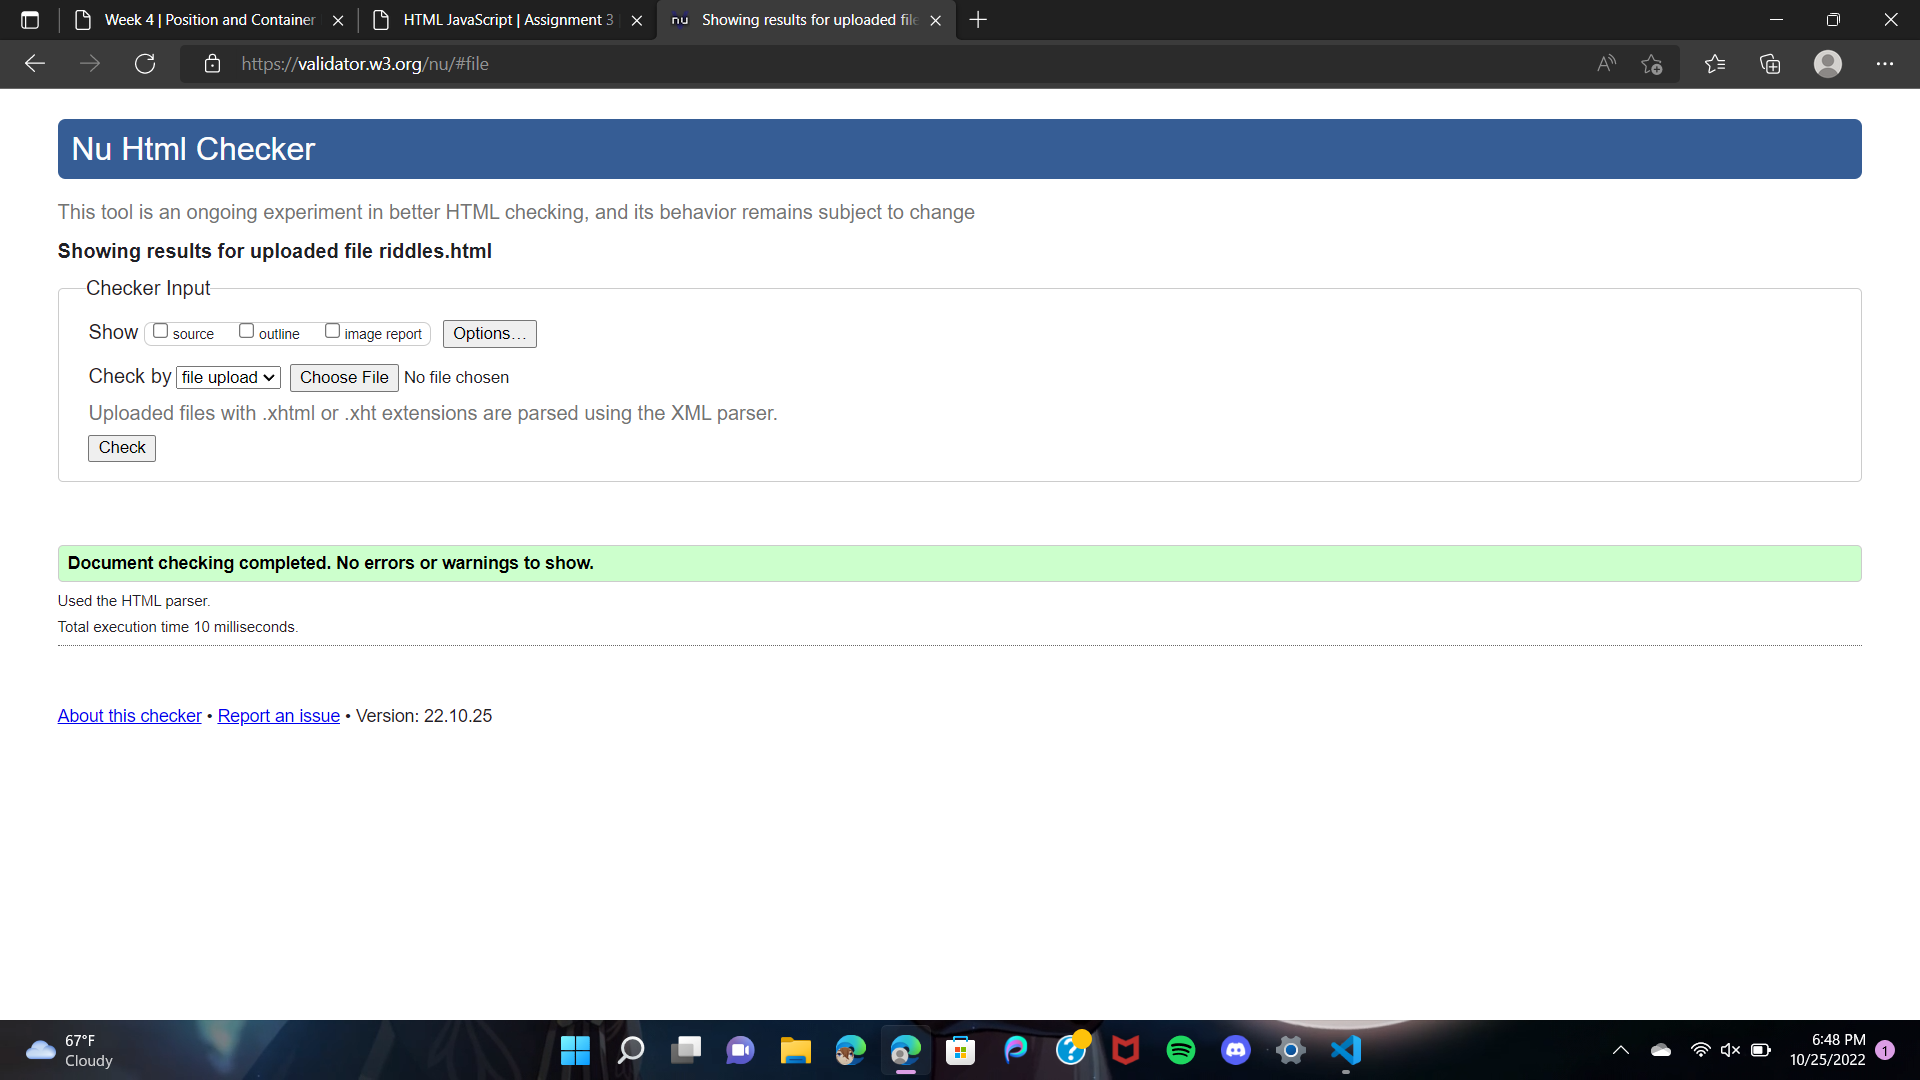 Week 4 | Position and Container
HTML JavaScript | Assignment 3
nu Showing results for uploaded file
https://validator.w3.org/nu/#file
Nu Html Checker
This tool is an ongoing experiment in better HTML checking, and its behavior remains subject to change
Showing results for uploaded file riddles.html
Checker Input
Show source outline image report Options…
Check by file upload Choose File No file chosen
Uploaded files with .xhtml or .xht extensions are parsed using the XML parser.
Check
Document checking completed. No errors or warnings to show.
Used the HTML parser.
Total execution time 10 milliseconds.
About this checker • Report an issue • Version: 22.10.25
67°F
Cloudy
6:48 PM
10/25/2022
1